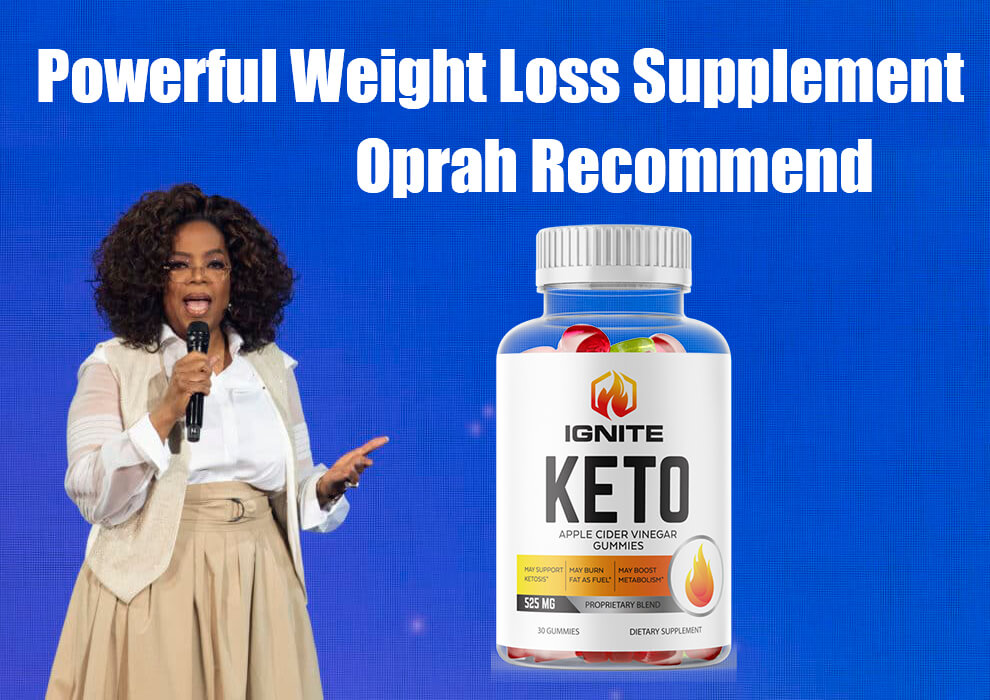 Powerful Weight Loss Supplement
Oprah Recommend
IGNITE
KETO
APPLE CIDER VINEGAR
GUMMIES
MAY SUPPORT KETOSIS*
MAY BURN FAT AS FUEL*
MAY BOOST METABOLISM*
525 MG PROPRIETARY BLEND
30 GUMMIES DIETARY SUPPLEMENT